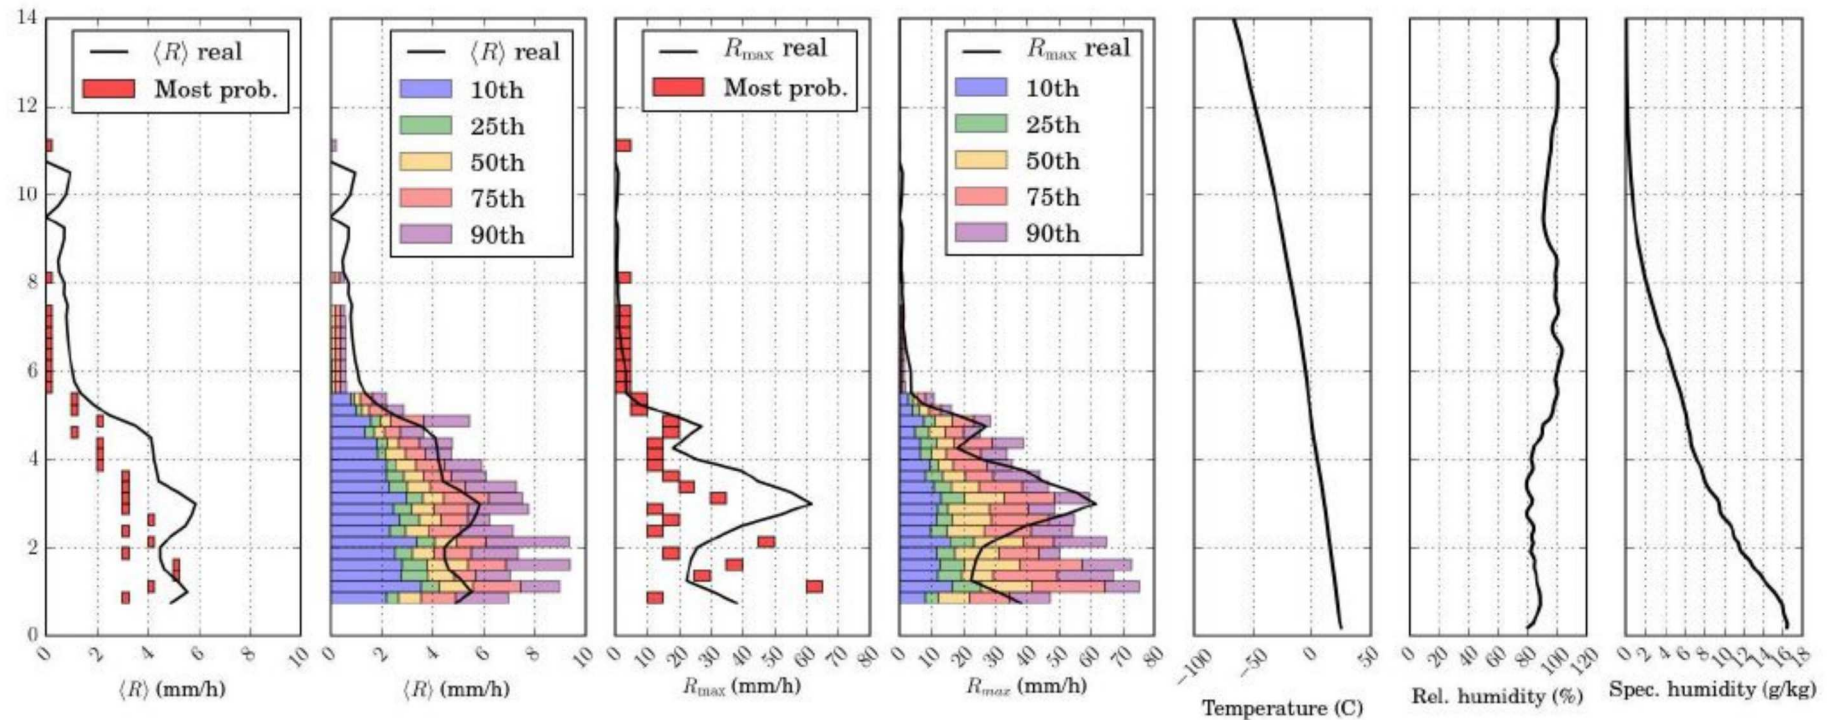 14
12
10
8
6
4
2
0
⟨R⟩ real
Most prob.
0 2 4 6 8 10
⟨R⟩ (mm/h)
⟨R⟩ real
10th
25th
50th
75th
90th
0 2 4 6 8 10
⟨R⟩ (mm/h)
R_max real
Most prob.
0 10 20 30 40 50 60 70 80
R_max (mm/h)
R_max real
10th
25th
50th
75th
90th
0 10 20 30 40 50 60 70 80
R_max (mm/h)
−100 −50 0 50
Temperature (C)
0 20 40 60 80 100 120
Rel. humidity (%)
0 2 4 6 8 10 12 14 16 18
Spec. humidity (g/kg)